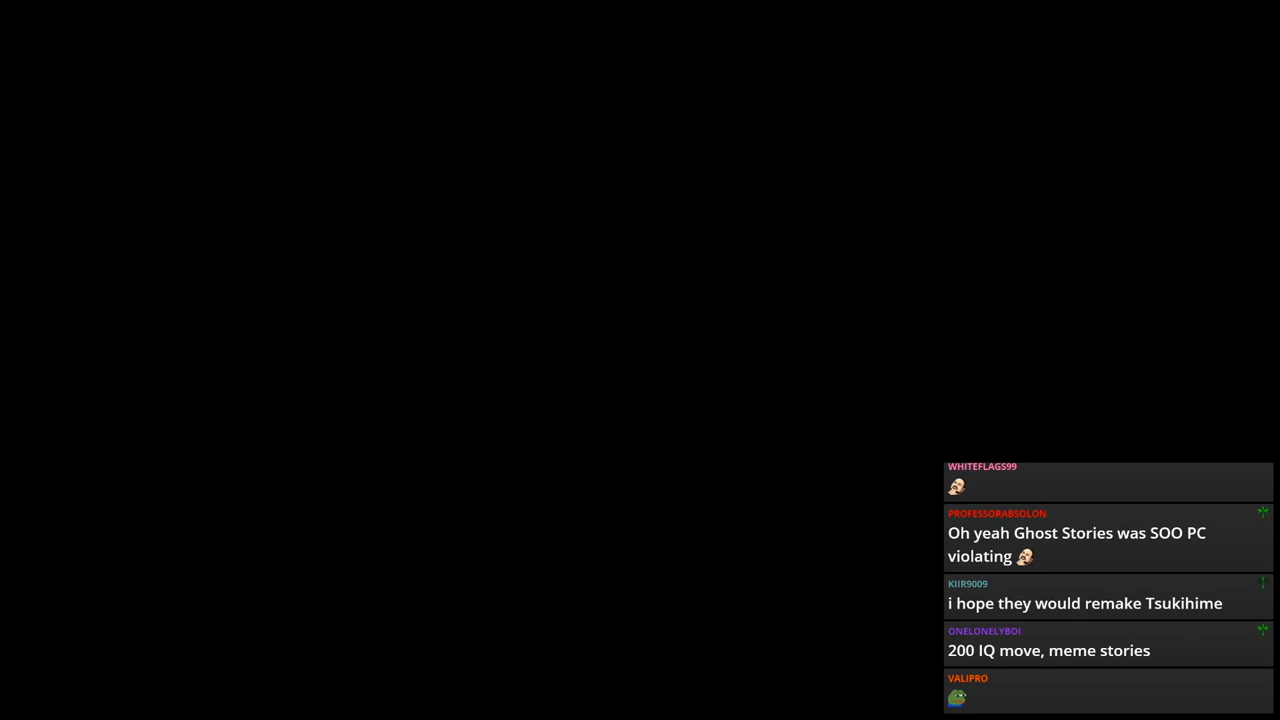 WHITEFLAGS99
PROFESSORABSOLON
Oh yeah Ghost Stories was SOO PC
violating
KIIR9009
i hope they would remake Tsukihime
ONELONELYBOI
200 IQ move, meme stories
VALIPRO